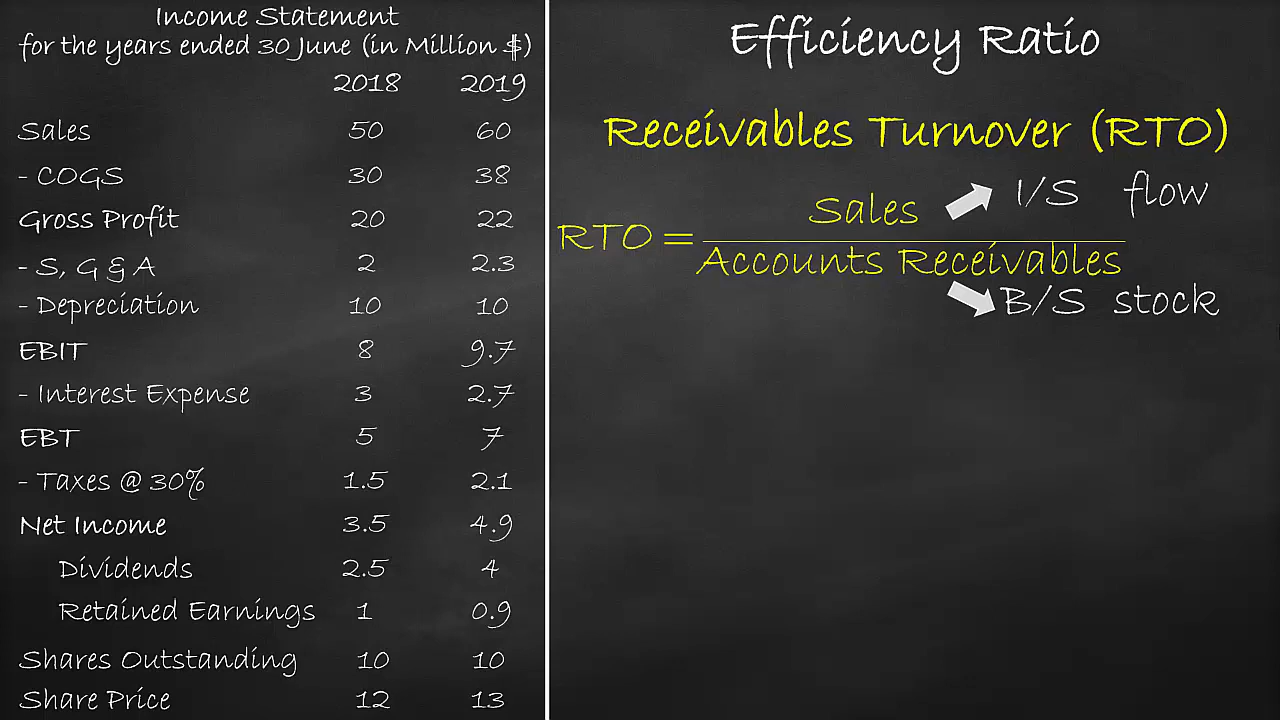 Income Statement
for the years ended 30 June (in Million $)
2018 2019
Sales 50 60
- COGS 30 38
Gross Profit 20 22
- S, G & A 2 2.3
- Depreciation 10 10
EBIT 8 9.7
- Interest Expense 3 2.7
EBT 5 7
- Taxes @ 30% 1.5 2.1
Net Income 3.5 4.9
Dividends 2.5 4
Retained Earnings 1 0.9
Shares Outstanding 10 10
Share Price 12 13
Efficiency Ratio
Receivables Turnover (RTO)
Sales I/S flow
RTO =
Accounts Receivables
B/S stock